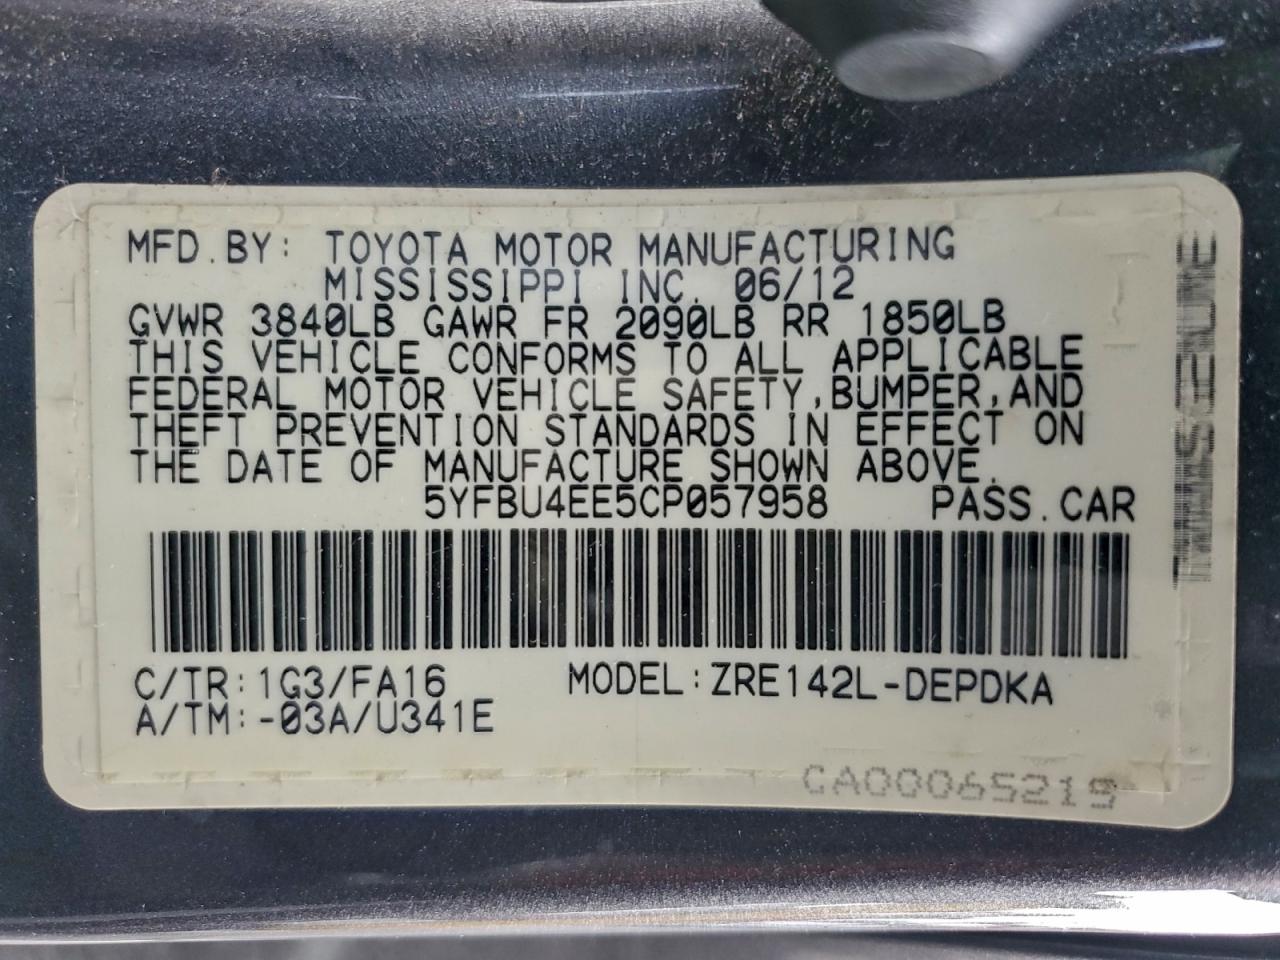 MFD.BY: TOYOTA MOTOR MANUFACTURING
MISSISSIPPI INC. 06/12
GVWR 3840LB GAWR FR 2090LB RR 1850LB
THIS VEHICLE CONFORMS TO ALL APPLICABLE
FEDERAL MOTOR VEHICLE SAFETY,BUMPER,AND
THEFT PREVENTION STANDARDS IN EFFECT ON
THE DATE OF MANUFACTURE SHOWN ABOVE.
5YFBU4EE5CP057958 PASS.CAR
C/TR:1G3/FA16 MODEL:ZRE142L-DEPDKA
A/TM:-03A/U341E
CA00065219